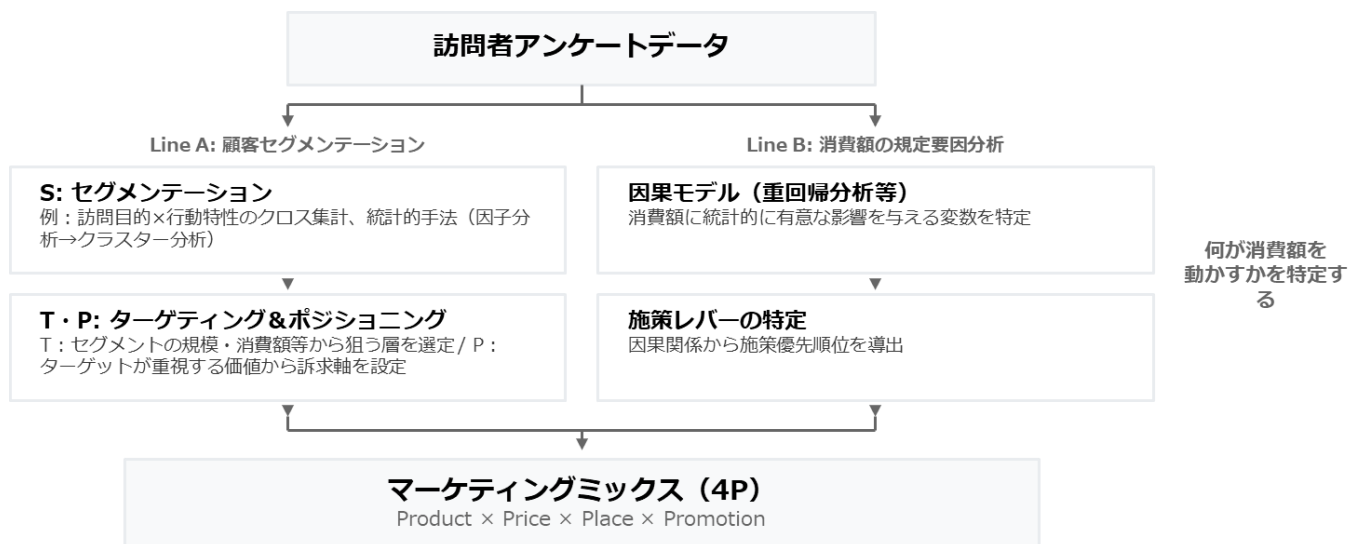 訪問者アンケートデータ
Line A: 顧客セグメンテーション
S: セグメンテーション
例：訪問目的×行動特性のクロス集計、統計的手法（因子分
析→クラスター分析）
T・P: ターゲティング&ポジショニング
T：セグメントの規模・消費額等から狙う層を選定 / P：
ターゲットが重視する価値から訴求軸を設定
Line B: 消費額の規定要因分析
因果モデル（重回帰分析等）
消費額に統計的に有意な影響を与える変数を特定
施策レバーの特定
因果関係から施策優先順位を導出
何が消費額を
動かすかを特定す
る
マーケティングミックス（4P）
Product × Price × Place × Promotion